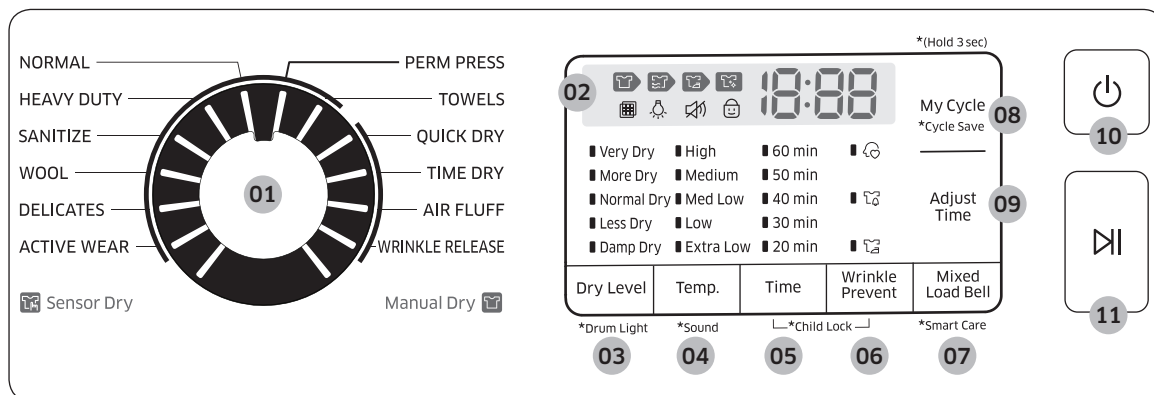 *(Hold 3 sec)
NORMAL
HEAVY DUTY
SANITIZE
WOOL
DELICATES
ACTIVE WEAR
PERM PRESS
TOWELS
QUICK DRY
TIME DRY
AIR FLUFF
WRINKLE RELEASE
01
Sensor Dry
Manual Dry
02
18:88
My Cycle
*Cycle Save
08
Adjust
Time
09
Very Dry High 60 min
More Dry Medium 50 min
Normal Dry Med Low 40 min
Less Dry Low 30 min
Damp Dry Extra Low 20 min
Dry Level
Temp.
Time
Wrinkle
Prevent
Mixed
Load Bell
*Drum Light
*Sound
*Child Lock
*Smart Care
03
04
05
06
07
10
11